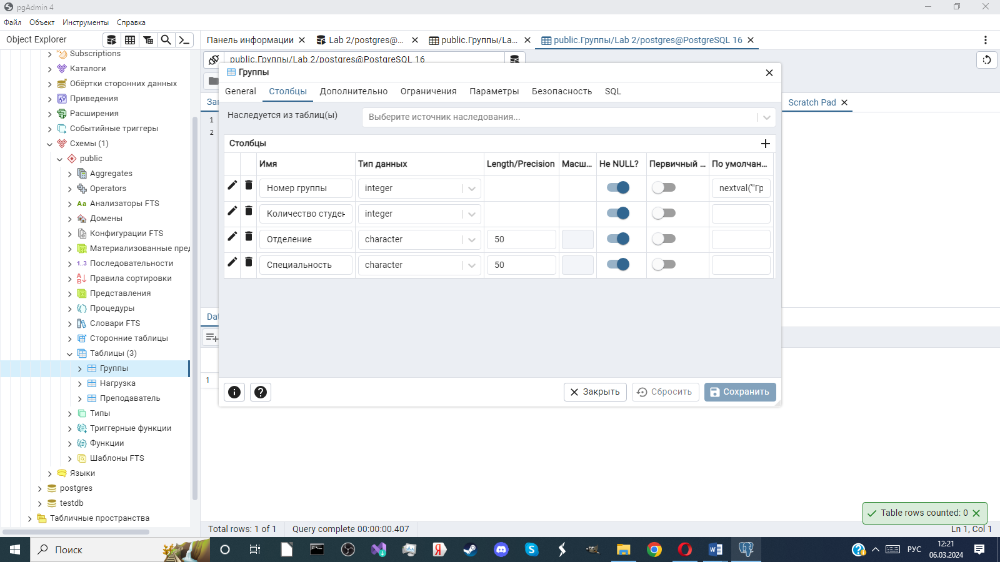 pgAdmin 4
Файл Объект Инструменты Справка
Object Explorer
Панель информации
Lab 2/postgres@...
public.Группы/La...
public.Группы/Lab 2/postgres@PostgreSQL 16
public.Группы/Lab 2/postgres@PostgreSQL 16
Subscriptions
Каталоги
Обёртки сторонних данных
Приведения
Расширения
Событийные триггеры
Схемы (1)
public
Aggregates
Operators
Aa Анализаторы FTS
Домены
Конфигурации FTS
Материализованные пред
1..3 Последовательности
Правила сортировки
Представления
Процедуры
Словари FTS
Сторонние таблицы
Таблицы (3)
Группы
Нагрузка
Преподаватель
Типы
Триггерные функции
Функции
Шаблоны FTS
Языки
postgres
testdb
Табличные пространства
Группы
General Столбцы Дополнительно Ограничения Параметры Безопасность SQL
Наследуется из таблиц(ы) Выберите источник наследования...
Столбцы
Имя Тип данных Length/Precision Масш... Не NULL? Первичный ... По умолчан...
Номер группы integer nextval('"Гр
Количество студен integer
Отделение character 50
Специальность character 50
Закрыть Сбросить Сохранить
За
1
2
Dat
1
Scratch Pad
Table rows counted: 0
Total rows: 1 of 1 Query complete 00:00:00.407 Ln 1, Col 1
Поиск
РУС
12:21
06.03.2024